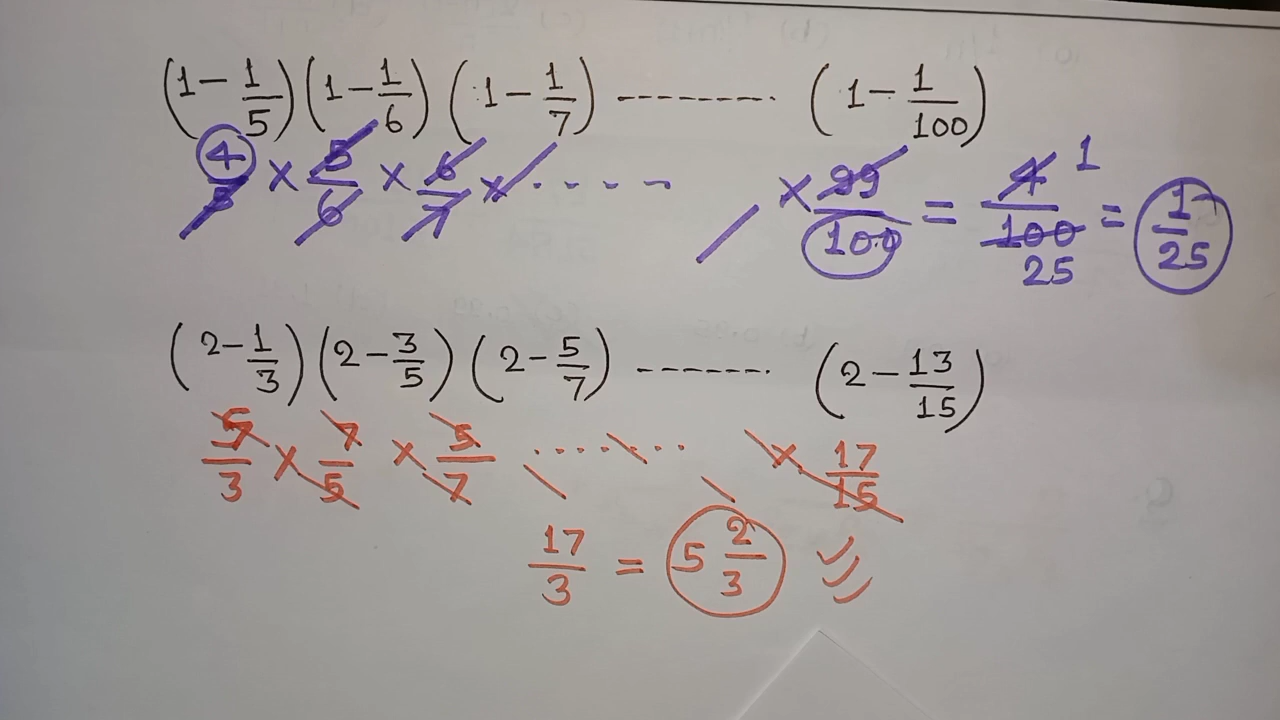 (1 - 1/5) (1 - 1/6) (1 - 1/7) ---------- (1 - 1/100)
4/5 × 5/6 × 6/7 × ..... × 99/100 = 4/100 1/25 = 1/25
(2 - 1/3) (2 - 3/5) (2 - 5/7) -------- (2 - 13/15)
5/3 × 7/5 × 5/7 ........ × 17/15
17/3 = 5 2/3